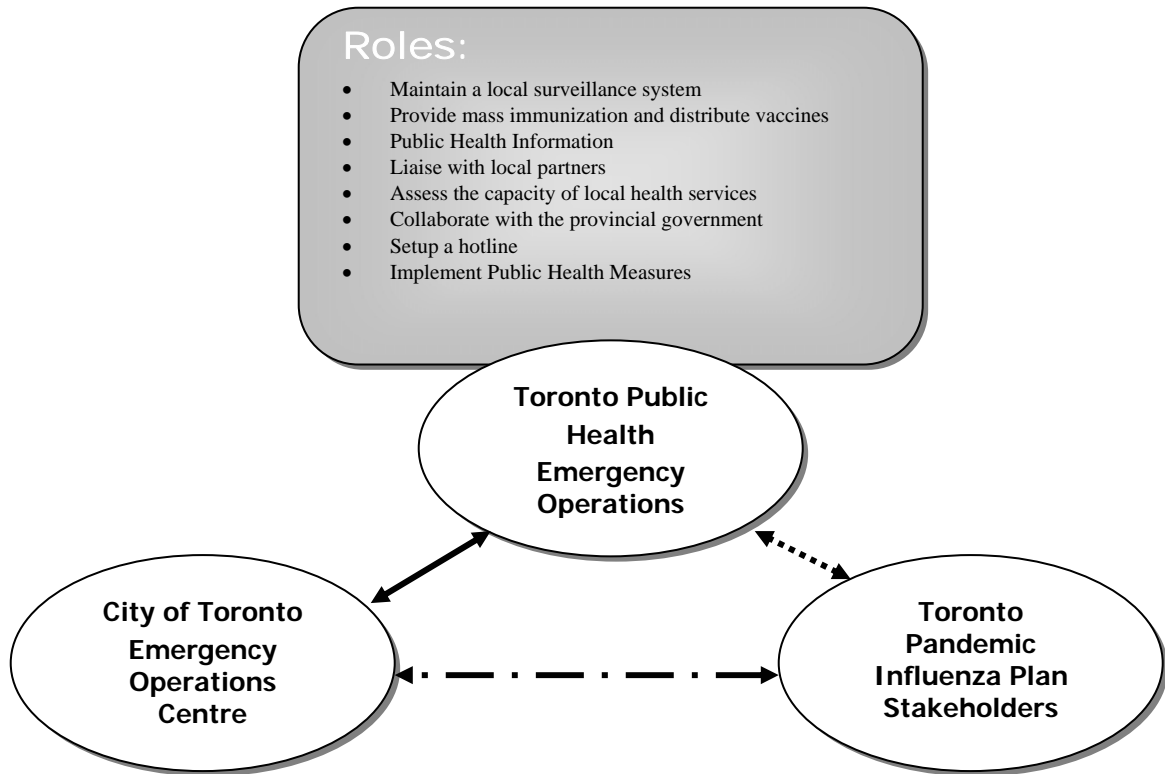 Roles:
• Maintain a local surveillance system
• Provide mass immunization and distribute vaccines
• Public Health Information
• Liaise with local partners
• Assess the capacity of local health services
• Collaborate with the provincial government
• Setup a hotline
• Implement Public Health Measures
Toronto Public
Health
Emergency
Operations
City of Toronto
Emergency
Operations
Centre
Toronto
Pandemic
Influenza Plan
Stakeholders